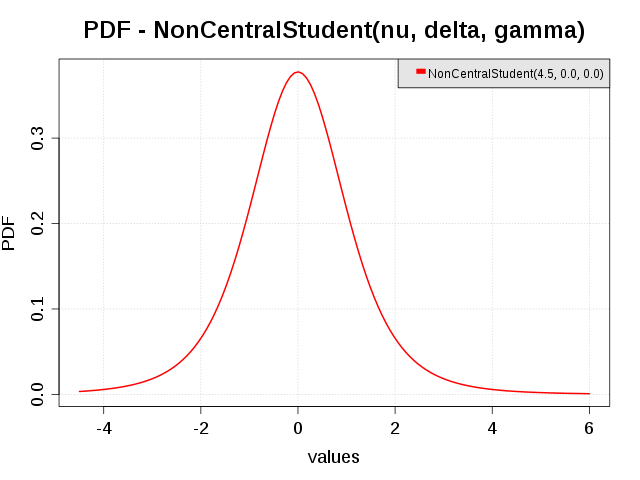 PDF - NonCentralStudent(nu, delta, gamma)
NonCentralStudent(4.5, 0.0, 0.0)
PDF
0.3
0.2
0.1
0.0
-4 -2 0 2 4 6
values